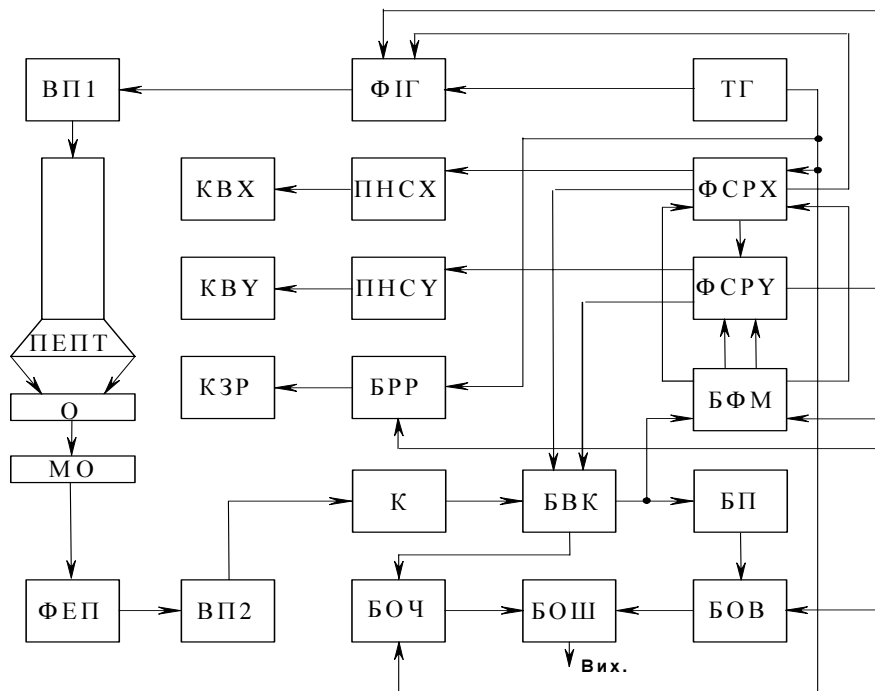 ВП1
ФІГ
ТГ
КВХ
ПНСХ
ФСРХ
КВY
ПНСY
ФСРY
ПЕПТ
КЗР
БРР
БФМ
О
МО
К
БВК
БП
ФЕП
ВП2
БОЧ
БОШ
БОВ
Вих.